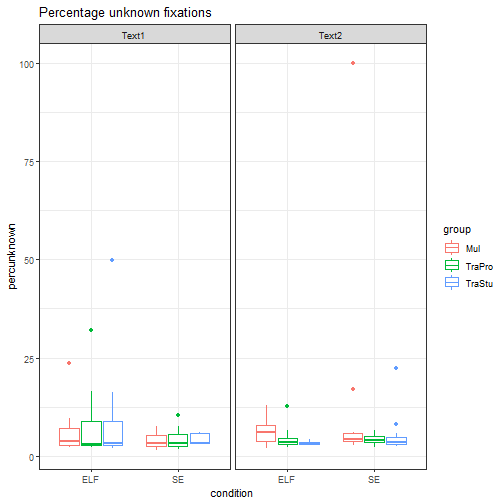 Percentage unknown fixations
Text1 Text2
100
75
50
25
0
percunknown
ELF SE ELF SE
condition
group
Mul
TraPro
TraStu